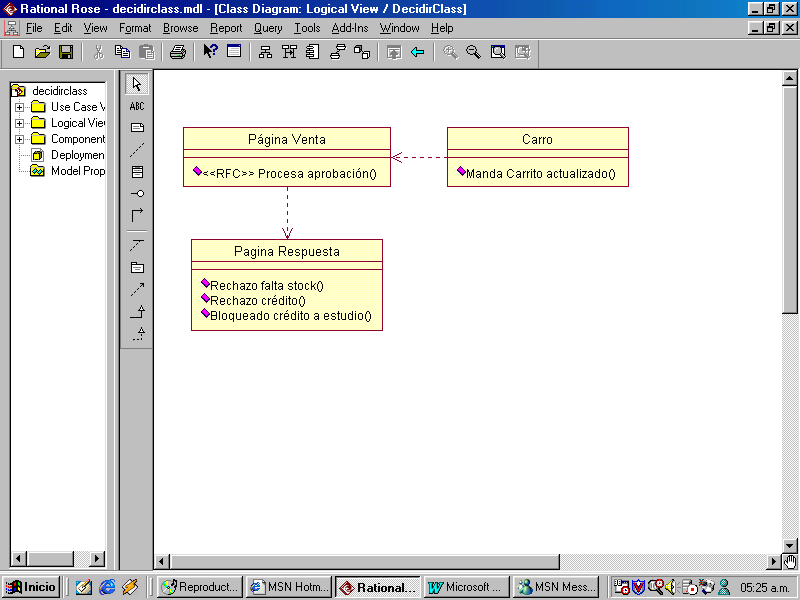 Rational Rose - decidirclass.mdl - [Class Diagram: Logical View / DecidirClass]
File Edit View Format Browse Report Query Tools Add-Ins Window Help
decidirclass
Use Case V
Logical Vie
Component
Deploymen
Model Prop
ABC
Página Venta
<<RFC>> Procesa aprobación()
Carro
Manda Carrito actualizado()
Pagina Respuesta
Rechazo falta stock()
Rechazo crédito()
Bloqueado crédito a estudio()
Inicio
Reproduct...
MSN Hotm...
Rational...
Microsoft ...
MSN Mess...
05:25 a.m.